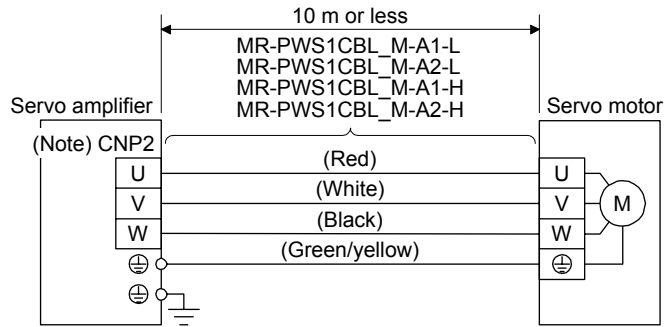 10 m or less
MR-PWS1CBL_M-A1-L
MR-PWS1CBL_M-A2-L
MR-PWS1CBL_M-A1-H
MR-PWS1CBL_M-A2-H
Servo amplifier
Servo motor
(Note) CNP2
U (Red) U
V (White) V M
W (Black) W
(Green/yellow)